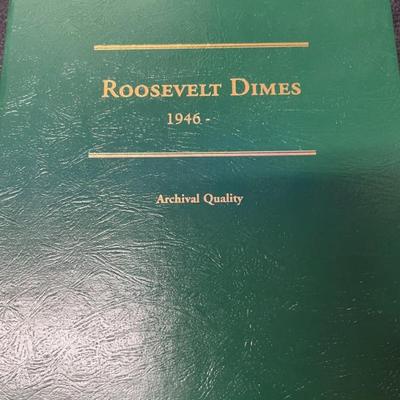 Roosevelt Dimes
1946 -
Archival Quality